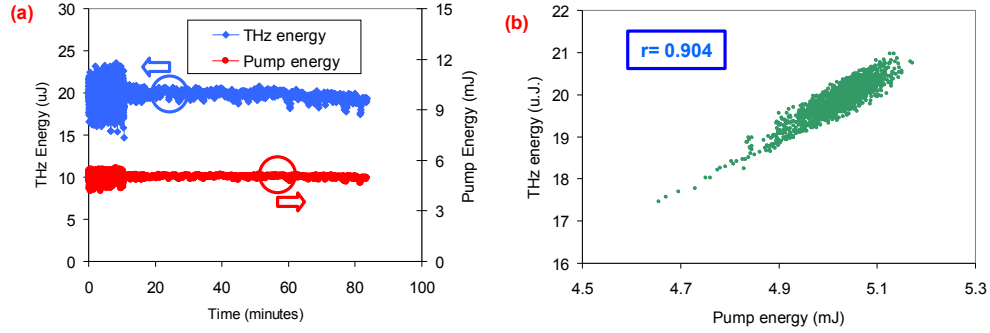 (a)
THz energy
Pump energy
THz Energy (uJ)
30
25
20
15
10
5
0
Pump Energy (mJ)
15
12
9
6
3
0
0 20 40 60 80 100
Time (minutes)
(b)
r= 0.904
THz energy (u.J.)
22
21
20
19
18
17
16
4.5 4.7 4.9 5.1 5.3
Pump energy (mJ)